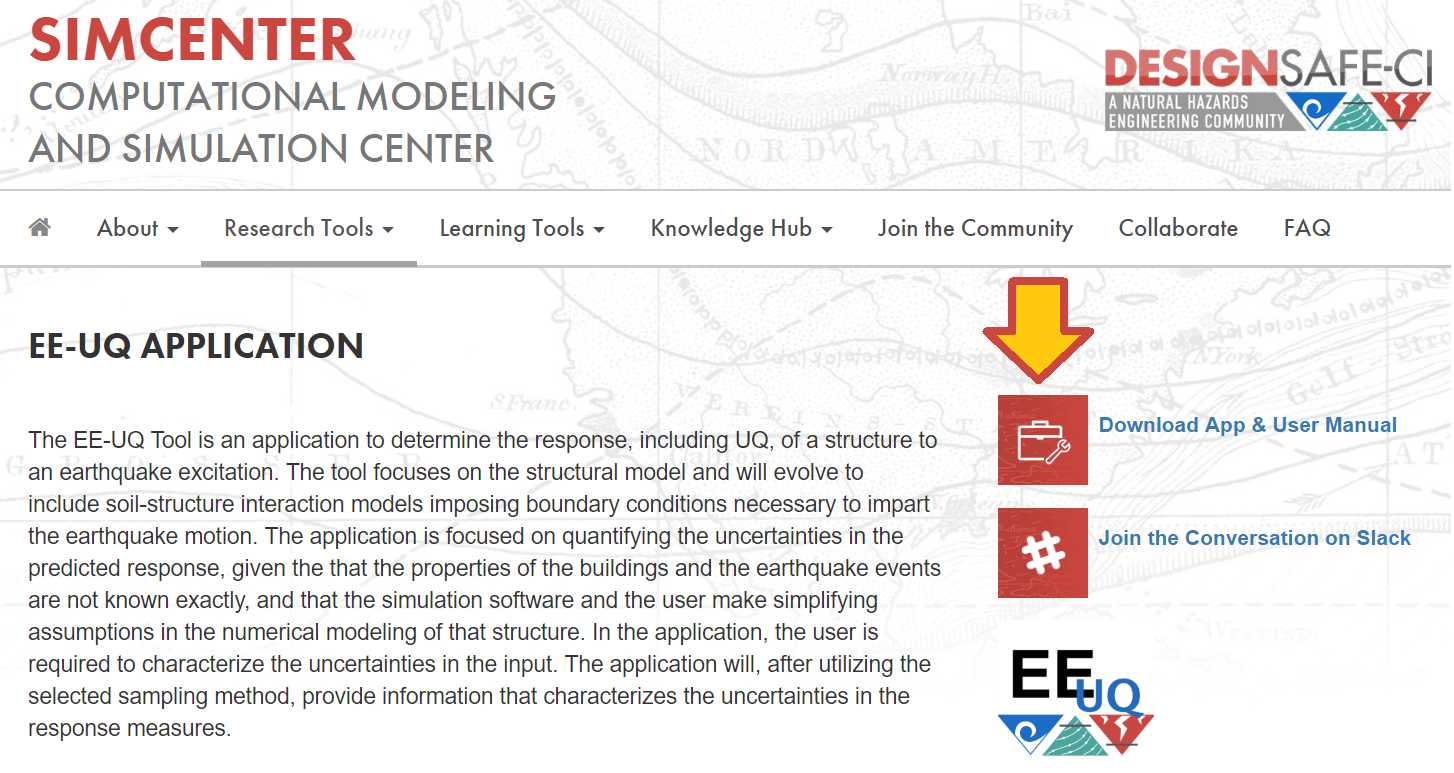 SIMCENTER
COMPUTATIONAL MODELING
AND SIMULATION CENTER
DESIGNSAFE-CI
A NATURAL HAZARDS
ENGINEERING COMMUNITY
About
Research Tools
Learning Tools
Knowledge Hub
Join the Community
Collaborate
FAQ
EE-UQ APPLICATION
The EE-UQ Tool is an application to determine the response, including UQ, of a structure to
an earthquake excitation. The tool focuses on the structural model and will evolve to
include soil-structure interaction models imposing boundary conditions necessary to impart
the earthquake motion. The application is focused on quantifying the uncertainties in the
predicted response, given the that the properties of the buildings and the earthquake events
are not known exactly, and that the simulation software and the user make simplifying
assumptions in the numerical modeling of that structure. In the application, the user is
required to characterize the uncertainties in the input. The application will, after utilizing the
selected sampling method, provide information that characterizes the uncertainties in the
response measures.
Download App & User Manual
Join the Conversation on Slack
EE
UQ